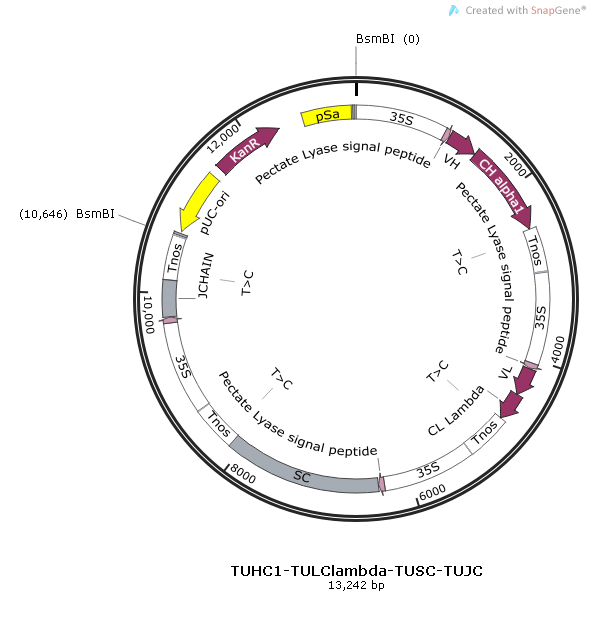 Created with SnapGene®
BsmBI (0)
pSa
35S
12,000
KanR
Pectate Lyase signal peptide
VH
CH alpha1
2000
pUC-ori
Pectate Lyase signal peptide
(10,646) BsmBI
Tnos
JCHAIN
T>C
T>C
Tnos
10,000
35S
4000
35S
T>C
T>C
VL
Pectate Lyase signal peptide
CL Lambda
Tnos
Tnos
8000
SC
35S
6000
TUHC1-TULClambda-TUSC-TUJC
13,242 bp